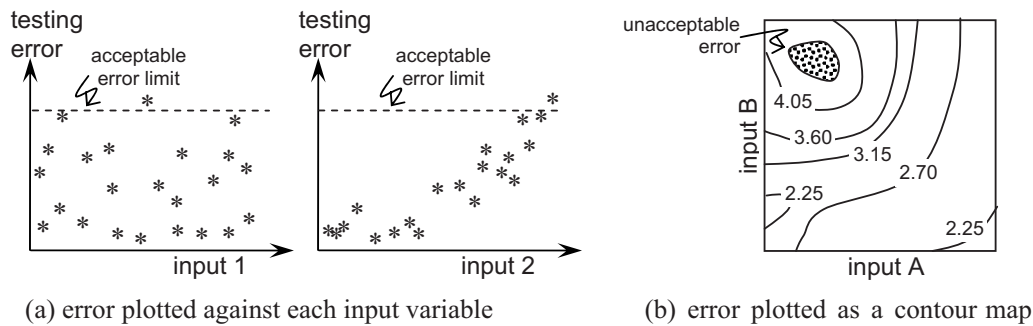 testing
error
acceptable
error limit
input 1
testing
error
acceptable
error limit
input 2
(a) error plotted against each input variable
unacceptable
error
input B
4.05
3.60
3.15
2.70
2.25
2.25
input A
(b) error plotted as a contour map